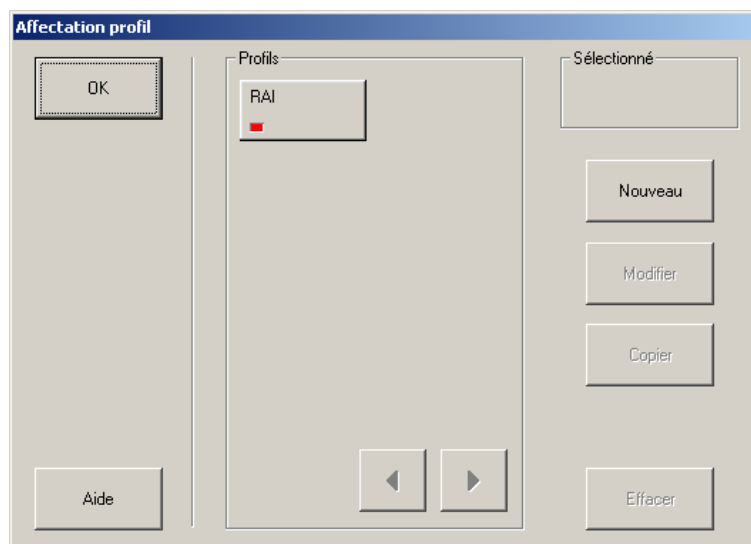 Affectation profil
OK
Profils
RAI
Sélectionné
Nouveau
Modifier
Copier
Aide
Effacer